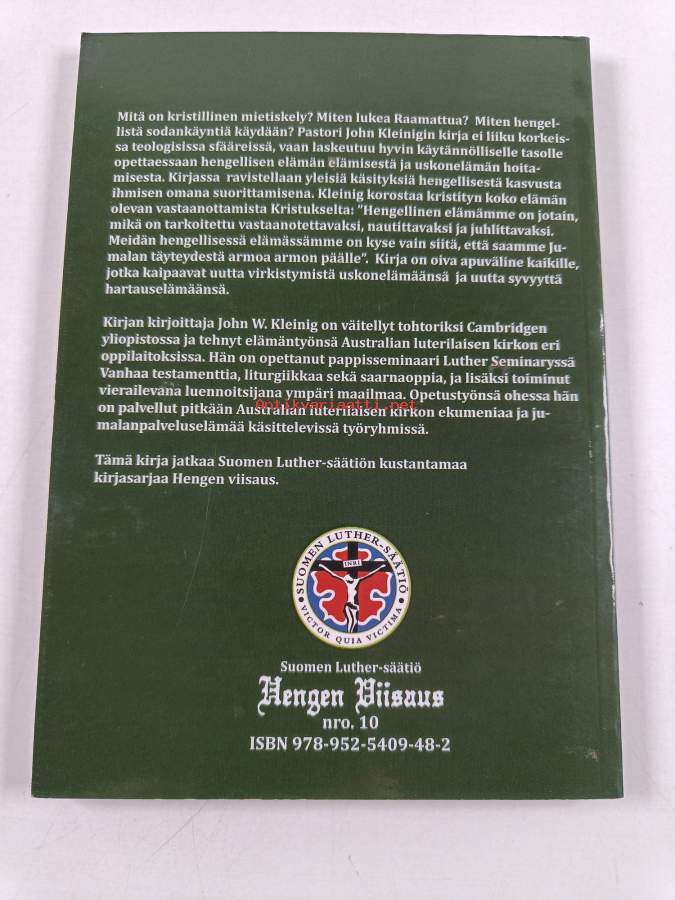 Mitä on kristillinen mietiskely? Miten lukea Raamattua?  Miten hengel-
listä sodankäyntiä käydään? Pastori John Kleinigin kirja ei liiku korkeis-
sa teologisissa sfääreissä, vaan laskeutuu hyvin käytännölliselle tasolle
opettaessaan hengellisen elämän elämisestä ja uskonelämän hoita-
misesta. Kirjassa  ravistellaan yleisiä käsityksiä hengellisestä kasvusta
ihmisen omana suorittamisena. Kleinig korostaa kristityn koko elämän
olevan vastaanottamista Kristukselta: "Hengellinen elämämme on jotain,
mikä on tarkoitettu vastaanotettavaksi, nautittavaksi ja juhlittavaksi.
Meidän hengellisessä elämässämme on kyse vain siitä, että saamme Ju-
malan täyteydestä armoa armon päälle".  Kirja on oiva apuväline kaikille,
jotka kaipaavat uutta virkistymistä uskonelämäänsä  ja uutta syvyyttä
hartauselämäänsä.
Kirjan kirjoittaja John W. Kleinig on väitellyt tohtoriksi Cambridgen
yliopistossa ja tehnyt elämäntyönsä Australian luterilaisen kirkon eri
oppilaitoksissa. Hän on opettanut pappisseminaari Luther Seminaryssä
Vanhaa testamenttia, liturgiikkaa sekä saarnaoppia, ja lisäksi toiminut
vierailevana luennoitsijana ympäri maailmaa. Opetustyönsä ohessa hän
on palvellut pitkään Australian luterilaisen kirkon ekumeniaa ja ju-
malanpalveluselämää käsittelevissä työryhmissä.
Antikvariaatti.net
Tämä kirja jatkaa Suomen Luther-säätiön kustantamaa
kirjasarjaa Hengen viisaus.
SUOMEN LUTHER-SÄÄTIÖ
INRI
VICTOR QUIA VICTIMA
Suomen Luther-säätiö
Hengen Viisaus
nro. 10
ISBN 978-952-5409-48-2